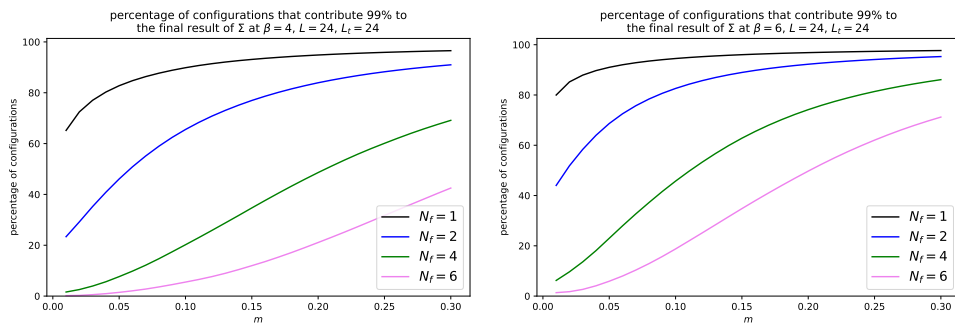 percentage of configurations that contribute 99% to
the final result of Σ at β = 4, L = 24, L_t = 24
percentage of configurations
100
80
60
40
20
0
0.00 0.05 0.10 0.15 0.20 0.25 0.30
m
N_f = 1
N_f = 2
N_f = 4
N_f = 6
percentage of configurations that contribute 99% to
the final result of Σ at β = 6, L = 24, L_t = 24
percentage of configurations
100
80
60
40
20
0
0.00 0.05 0.10 0.15 0.20 0.25 0.30
m
N_f = 1
N_f = 2
N_f = 4
N_f = 6